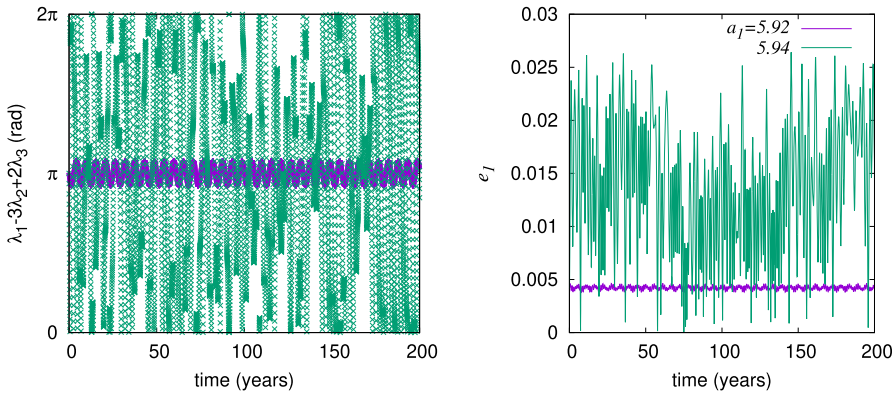 2π
π
0
λ₁-3λ₂+2λ₃ (rad)
0 50 100 150 200
time (years)
0.03
0.025
0.02
0.015
0.01
0.005
0
e₁
a₁=5.92
5.94
0 50 100 150 200
time (years)